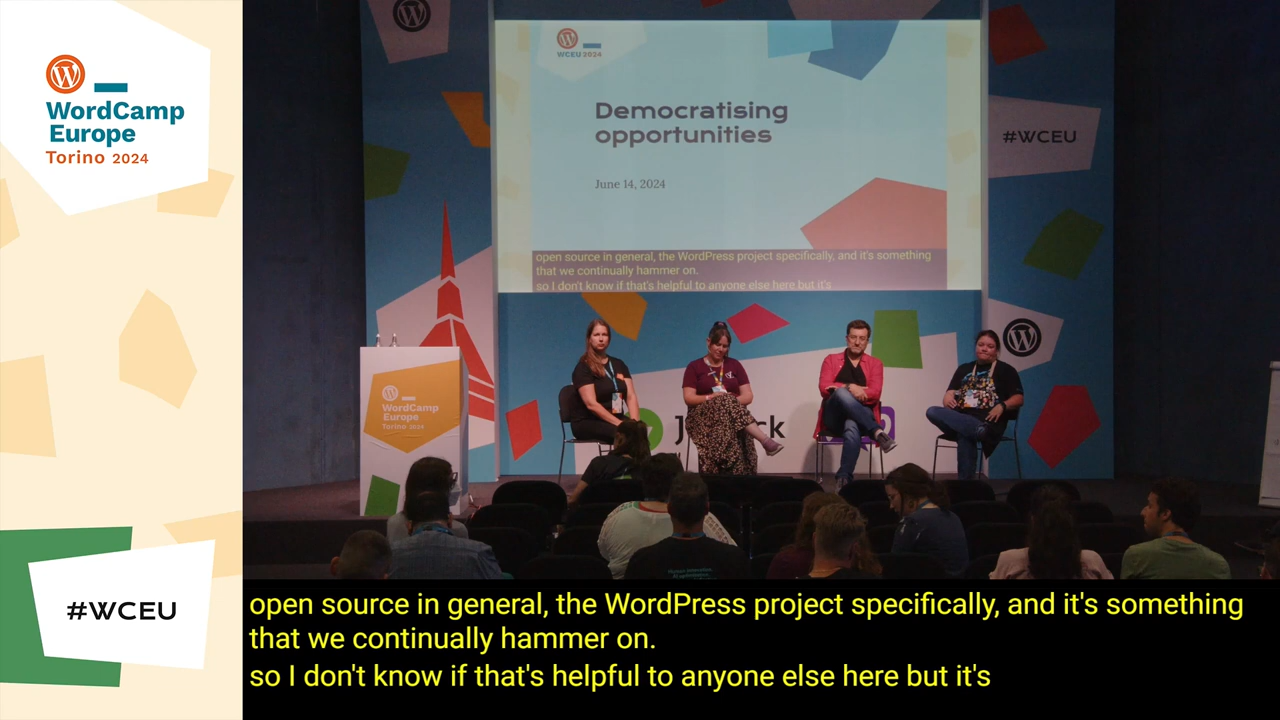 WordCamp
Europe
Torino 2024
#WCEU
WCEU 2024
Democratising
opportunities
June 14, 2024
open source in general, the WordPress project specifically, and it's something
that we continually hammer on.
so I don't know if that's helpful to anyone else here but it's
#WCEU
WordCamp
Europe
Torino 2024
open source in general, the WordPress project specifically, and it's something
that we continually hammer on.
so I don't know if that's helpful to anyone else here but it's